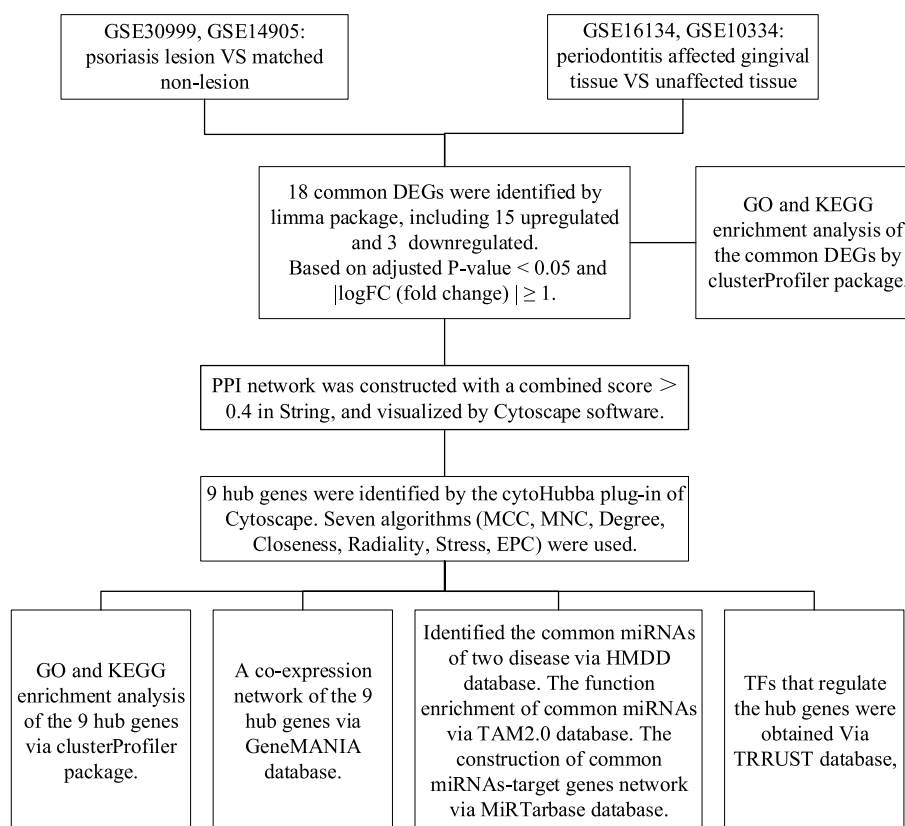 GSE30999, GSE14905:
psoriasis lesion VS matched
non-lesion
GSE16134, GSE10334:
periodontitis affected gingival
tissue VS unaffected tissue
18 common DEGs were identified by
limma package, including 15 upregulated
and 3 downregulated.
Based on adjusted P-value < 0.05 and
|logFC (fold change) | ≥ 1.
GO and KEGG
enrichment analysis of
the common DEGs by
clusterProfiler package.
PPI network was constructed with a combined score >
0.4 in String, and visualized by Cytoscape software.
9 hub genes were identified by the cytoHubba plug-in of
Cytoscape. Seven algorithms (MCC, MNC, Degree,
Closeness, Radiality, Stress, EPC) were used.
GO and KEGG
enrichment analysis
of the 9 hub genes
via clusterProfiler
package.
A co-expression
network of the 9
hub genes via
GeneMANIA
database.
Identified the common miRNAs
of two disease via HMDD
database. The function
enrichment of common miRNAs
via TAM2.0 database. The
construction of common
miRNAs-target genes network
via MiRTarbase database.
TFs that regulate
the hub genes were
obtained Via
TRRUST database,